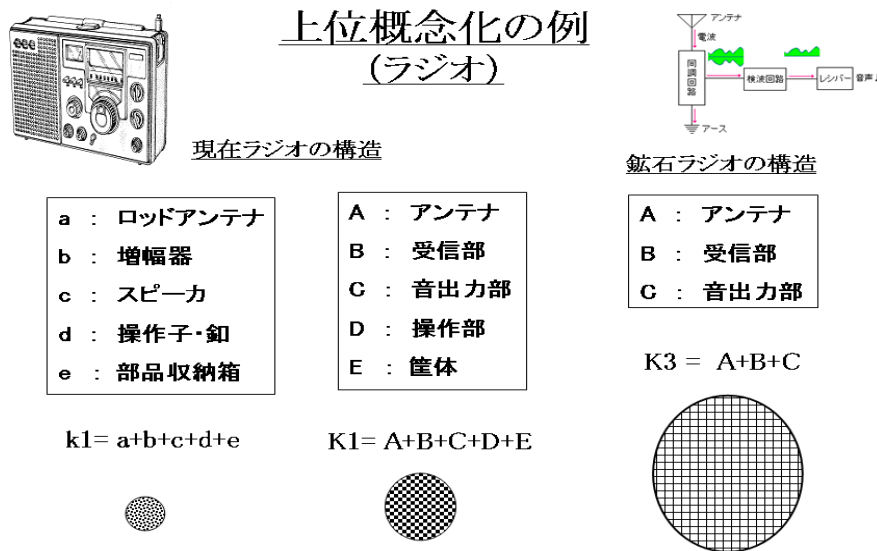 上位概念化の例
(ラジオ)
アンテナ
電波
同調回路
検波回路
レシバー
音声
アース
現在ラジオの構造
鉱石ラジオの構造
a : ロッドアンテナ
b : 増幅器
c : スピーカ
d : 操作子・釦
e : 部品収納箱
k1= a+b+c+d+e
A : アンテナ
B : 受信部
C : 音出力部
D : 操作部
E : 筐体
K1= A+B+C+D+E
A : アンテナ
B : 受信部
C : 音出力部
K3 = A+B+C